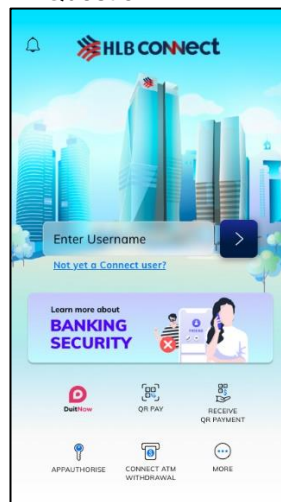 HLB CONNECT
Enter Username
Not yet a Connect user?
Learn more about
BANKING
SECURITY
DuitNow
QR PAY
RECEIVE
QR PAYMENT
APPAUTHORISE
CONNECT ATM
WITHDRAWAL
MORE